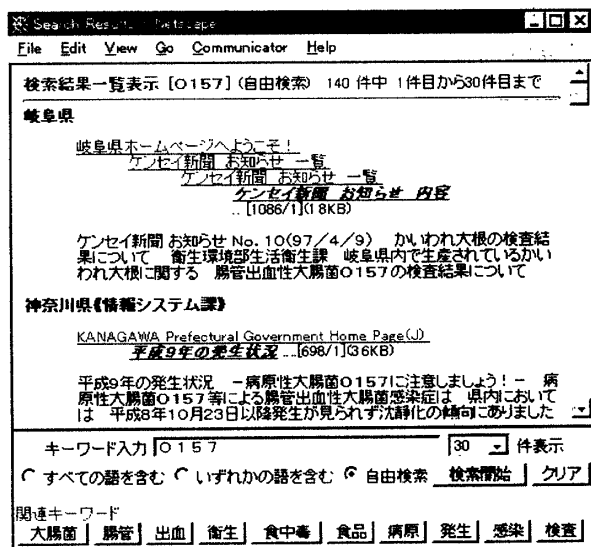 Search Results - Netscape
File Edit View Go Communicator Help
検索結果一覧表示 [O157] (自由検索) 140 件中 1件目から30件目まで
岐阜県
岐阜県ホームページへようこそ！
ケンセイ新聞 お知らせ 一覧
ケンセイ新聞 お知らせ 一覧
ケンセイ新聞 お知らせ 内容
.. [1086/1](18KB)
ケンセイ新聞 お知らせ No. 10(97／4／9) かいわれ大根の検査結
果について 衛生環境部生活衛生課 岐阜県内で生産されているかい
われ大根に関する 腸管出血性大腸菌O157の検査結果について
神奈川県《情報システム課》
KANAGAWA Prefectural Government Home Page(J)
平成9年の発生状況 ...[698/1](36KB)
平成9年の発生状況 －病原性大腸菌O157に注意しましょう！－ 病
原性大腸菌O157等による腸管出血性大腸菌感染症は 県内において
は 平成8年10月23日以降発生が見られず沈静化の傾向にありました
キーワード入力 O157 30 件表示
すべての語を含む いずれかの語を含む 自由検索 検索開始 クリア
関連キーワード
大腸菌 腸管 出血 衛生 食中毒 食品 病原 発生 感染 検査